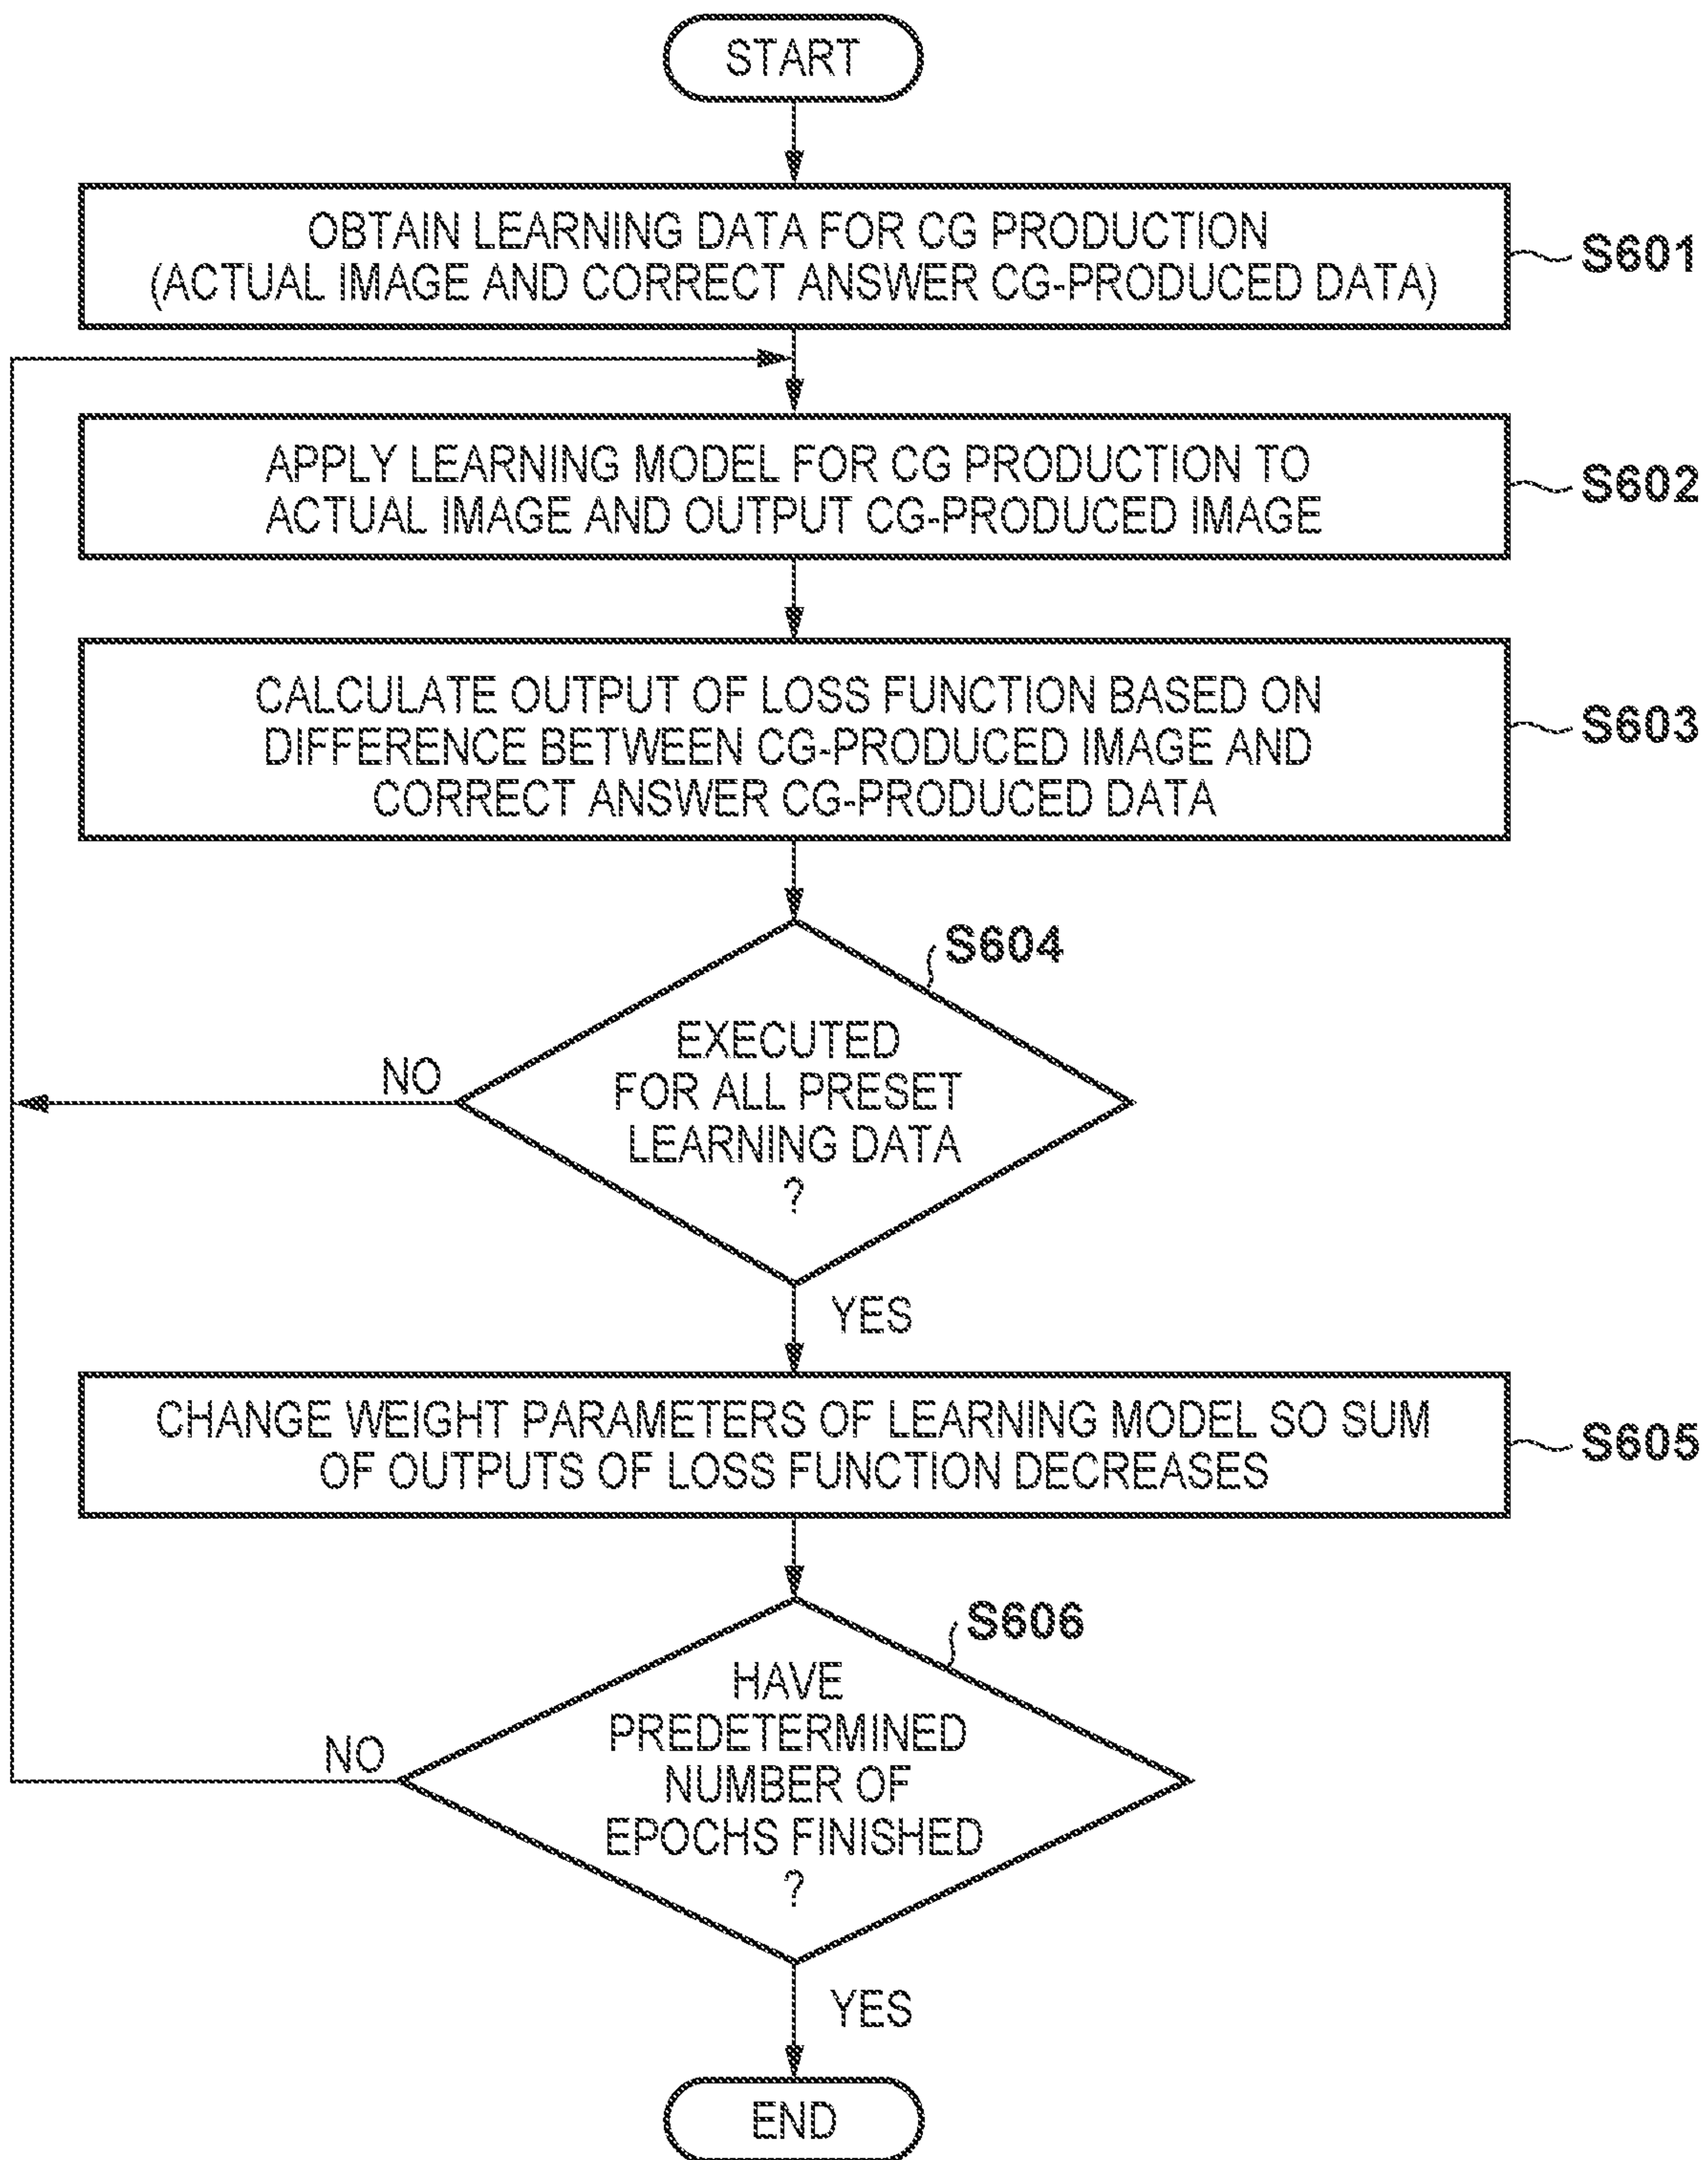 START
OBTAIN LEARNING DATA FOR CG PRODUCTION
(ACTUAL IMAGE AND CORRECT ANSWER CG-PRODUCED DATA)
S601
APPLY LEARNING MODEL FOR CG PRODUCTION TO
ACTUAL IMAGE AND OUTPUT CG-PRODUCED IMAGE
S602
CALCULATE OUTPUT OF LOSS FUNCTION BASED ON
DIFFERENCE BETWEEN CG-PRODUCED IMAGE AND
CORRECT ANSWER CG-PRODUCED DATA
S603
S604
EXECUTED
FOR ALL PRESET
LEARNING DATA
?
NO
YES
CHANGE WEIGHT PARAMETERS OF LEARNING MODEL SO SUM
OF OUTPUTS OF LOSS FUNCTION DECREASES
S605
S606
HAVE
PREDETERMINED
NUMBER OF
EPOCHS FINISHED
?
NO
YES
END